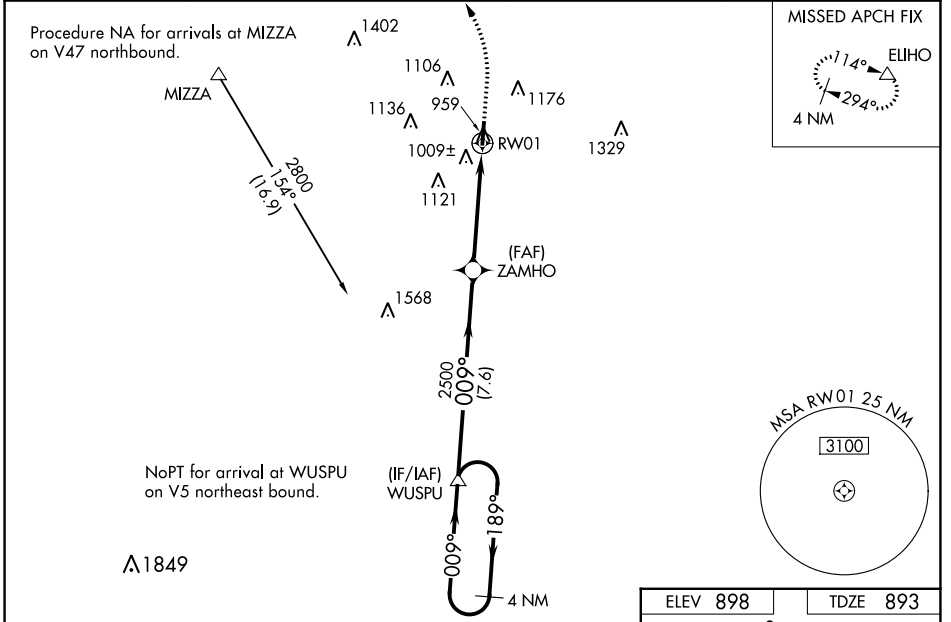 Procedure NA for arrivals at MIZZA
on V47 northbound.
MIZZA
2800
154°
(16.9)
1402
1106
1136
959
1176
1009±
RW01
1329
1121
(FAF)
ZAMHO
1568
2500
009°
(7.6)
NoPT for arrival at WUSPU
on V5 northeast bound.
(IF/IAF)
WUSPU
009°
189°
4 NM
1849
MISSED APCH FIX
ELIHO
114°
294°
4 NM
MSA RW01 25 NM
3100
ELEV 898
TDZE 893